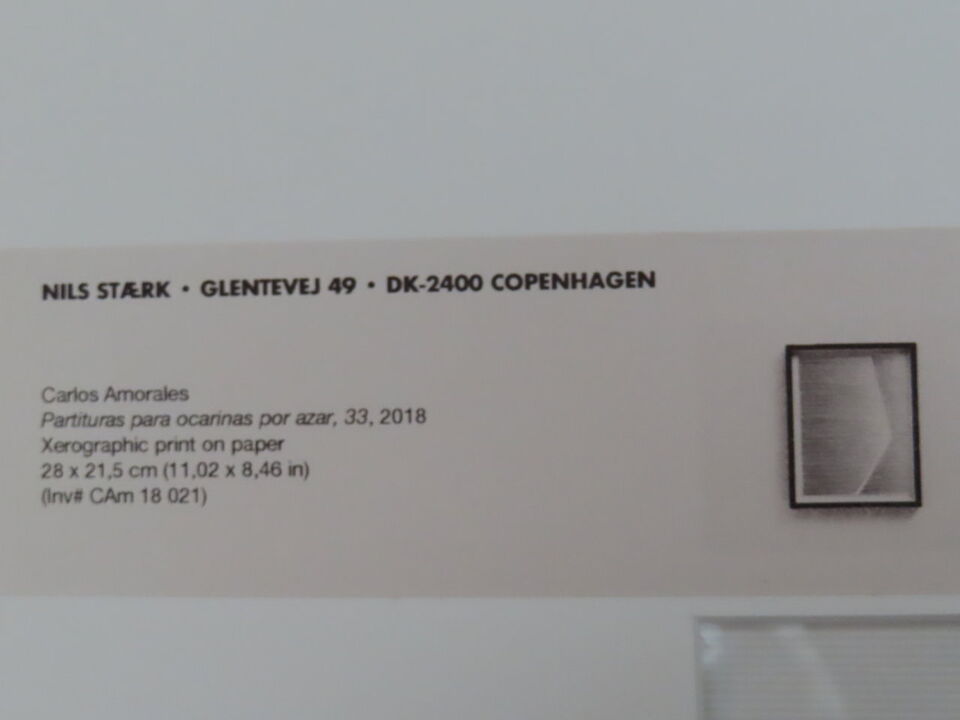 NILS STÆRK · GLENTEVEJ 49 · DK-2400 COPENHAGEN
Carlos Amorales
Partituras para ocarinas por azar, 33, 2018
Xerographic print on paper
28 x 21,5 cm (11,02 x 8,46 in)
(Inv# CAm 18 021)